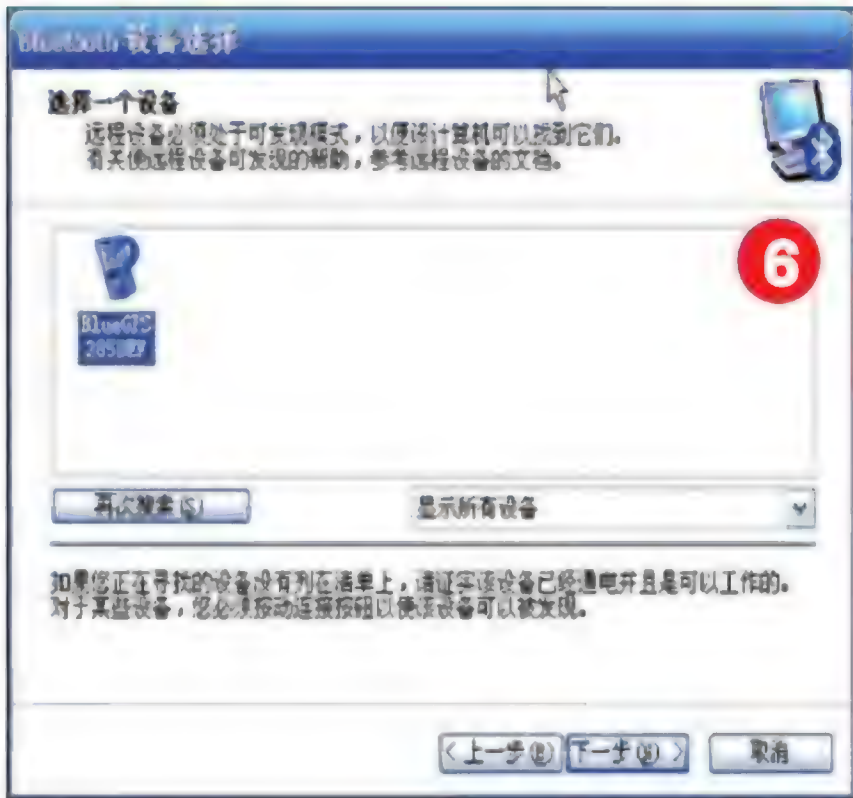 Bluetooth 设备选择
选择一个设备
远程设备必须处于可发现模式，以便该计算机可以找到它们。
有关使远程设备可发现的帮助，参考远程设备的文档。
6
BlueGPS
再次搜索(S)
显示所有设备
如果您正在寻找的设备没有列在清单上，请证实该设备已经通电并且是可以工作的。
对于某些设备，您必须按动连接按钮以便该设备可以被发现。
< 上一步(B)
下一步(N) >
取消